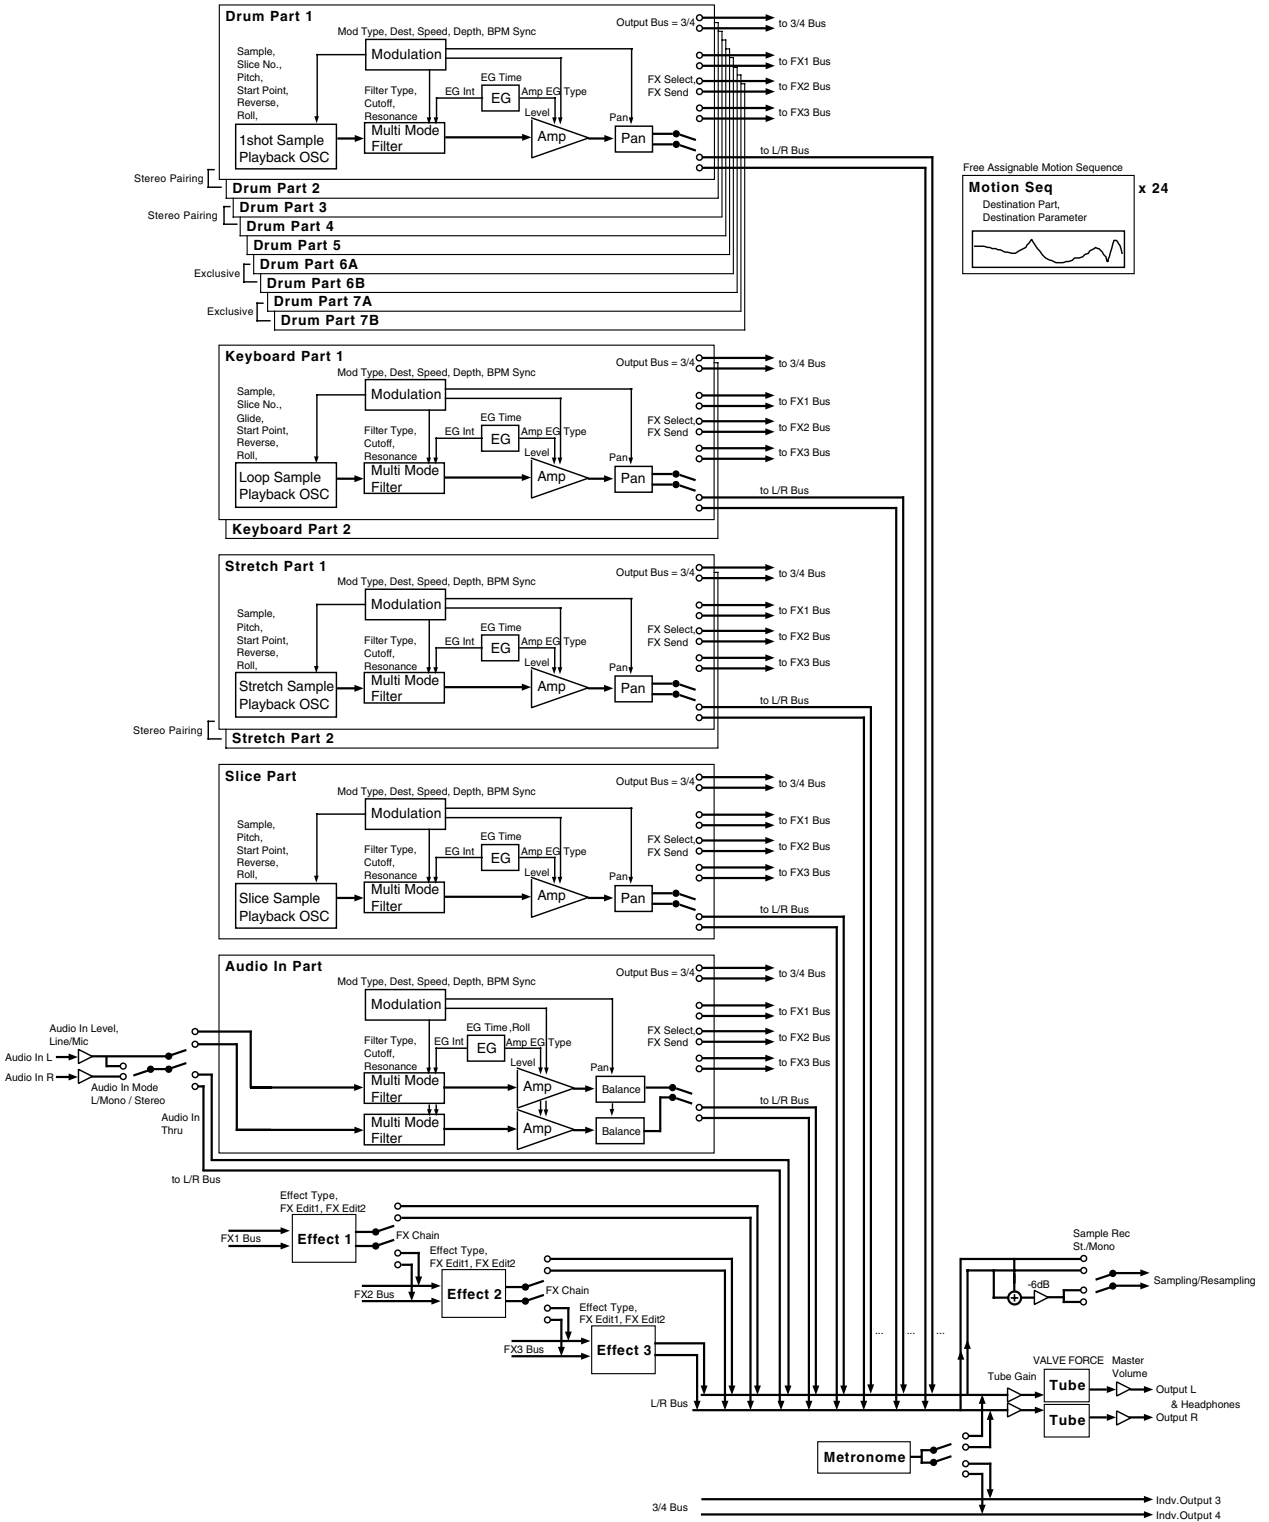 Drum Part 1
Mod Type, Dest, Speed, Depth, BPM Sync
Modulation
Sample,
Slice No.,
Pitch,
Start Point,
Reverse,
Roll,
1shot Sample
Playback OSC
Filter Type,
Cutoff,
Resonance
Multi Mode
Filter
EG Int
EG Time
EG
Amp EG Type
Level
Amp
Pan
Pan
Output Bus = 3/4
to 3/4 Bus
to FX1 Bus
FX Select,
FX Send
to FX2 Bus
to FX3 Bus
to L/R Bus
Stereo Pairing
Drum Part 2
Stereo Pairing
Drum Part 3
Drum Part 4
Drum Part 5
Exclusive
Drum Part 6A
Drum Part 6B
Exclusive
Drum Part 7A
Drum Part 7B
Free Assignable Motion Sequence
Motion Seq
x 24
Destination Part,
Destination Parameter
Keyboard Part 1
Mod Type, Dest, Speed, Depth, BPM Sync
Modulation
Sample,
Slice No.,
Glide,
Start Point,
Reverse,
Roll,
Loop Sample
Playback OSC
Filter Type,
Cutoff,
Resonance
Multi Mode
Filter
EG Int
EG Time
EG
Amp EG Type
Level
Amp
Pan
Pan
Output Bus = 3/4
to 3/4 Bus
to FX1 Bus
FX Select,
FX Send
to FX2 Bus
to FX3 Bus
to L/R Bus
Keyboard Part 2
Stretch Part 1
Mod Type, Dest, Speed, Depth, BPM Sync
Modulation
Sample,
Pitch,
Start Point,
Reverse,
Roll,
Stretch Sample
Playback OSC
Filter Type,
Cutoff,
Resonance
Multi Mode
Filter
EG Int
EG Time
EG
Amp EG Type
Level
Amp
Pan
Pan
Output Bus = 3/4
to 3/4 Bus
to FX1 Bus
FX Select,
FX Send
to FX2 Bus
to FX3 Bus
to L/R Bus
Stereo Pairing
Stretch Part 2
Slice Part
Mod Type, Dest, Speed, Depth, BPM Sync
Modulation
Sample,
Pitch,
Start Point,
Reverse,
Roll,
Slice Sample
Playback OSC
Filter Type,
Cutoff,
Resonance
Multi Mode
Filter
EG Int
EG Time
EG
Amp EG Type
Level
Amp
Pan
Pan
Output Bus = 3/4
to 3/4 Bus
to FX1 Bus
FX Select,
FX Send
to FX2 Bus
to FX3 Bus
to L/R Bus
Audio In Part
Mod Type, Dest, Speed, Depth, BPM Sync
Modulation
Filter Type,
Cutoff,
Resonance
Multi Mode
Filter
Multi Mode
Filter
EG Int
EG Time ,Roll
EG
Amp EG Type
Level
Amp
Amp
Pan
Balance
Balance
Output Bus = 3/4
to 3/4 Bus
to FX1 Bus
FX Select,
FX Send
to FX2 Bus
to FX3 Bus
to L/R Bus
Audio In Level,
Line/Mic
Audio In L
Audio In R
Audio In Mode
L/Mono / Stereo
Audio In
Thru
to L/R Bus
Effect Type,
FX Edit1, FX Edit2
FX1 Bus
Effect 1
FX Chain
Effect Type,
FX Edit1, FX Edit2
FX2 Bus
Effect 2
FX Chain
Effect Type,
FX Edit1, FX Edit2
FX3 Bus
Effect 3
... ... ...
Sample Rec
St./Mono
-6dB
Sampling/Resampling
L/R Bus
Tube Gain
VALVE FORCE
Tube
Tube
Master
Volume
Output L
& Headphones
Output R
Metronome
3/4 Bus
Indv.Output 3
Indv.Output 4